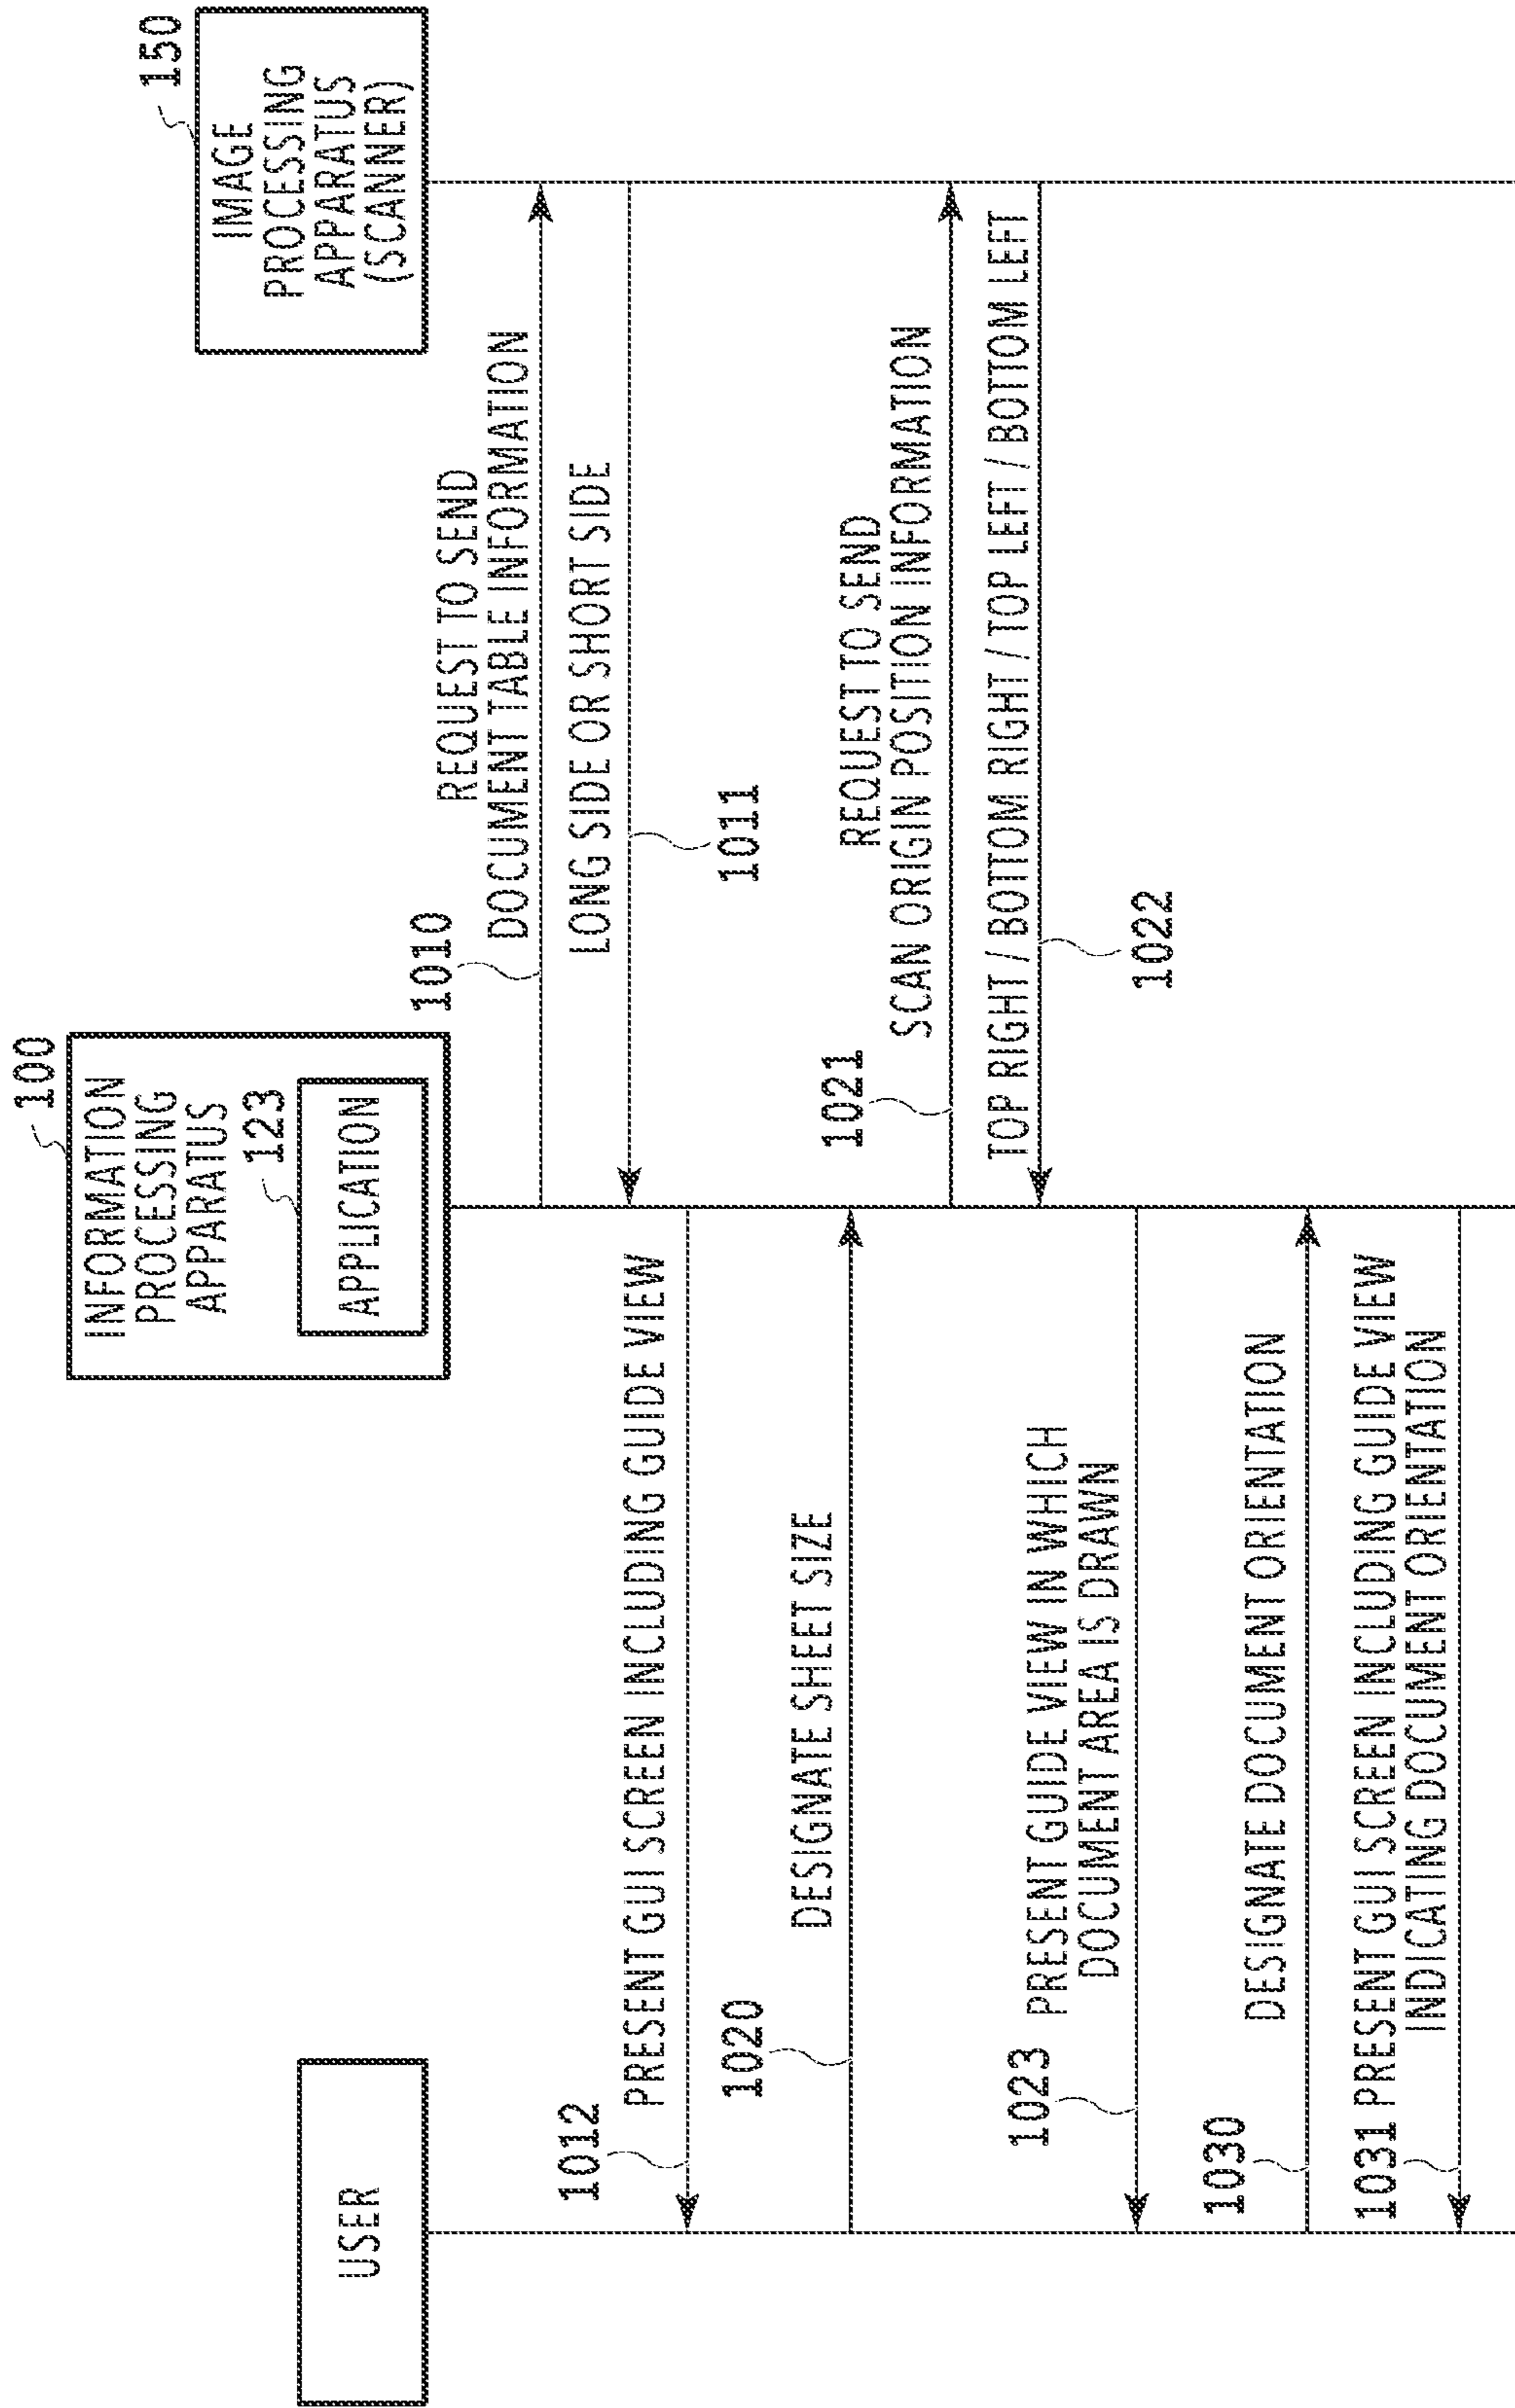 USER
100
INFORMATION
PROCESSING
APPARATUS
123
APPLICATION
150
IMAGE
PROCESSING
APPARATUS
(SCANNER)
1010
REQUEST TO SEND
DOCUMENT TABLE INFORMATION
LONG SIDE OR SHORT SIDE
1011
1012
PRESENT GUI SCREEN INCLUDING GUIDE VIEW
1020
DESIGNATE SHEET SIZE
1021
REQUEST TO SEND
SCAN ORIGIN POSITION INFORMATION
TOP RIGHT / BOTTOM RIGHT / TOP LEFT / BOTTOM LEFT
1022
1023
PRESENT GUIDE VIEW IN WHICH
DOCUMENT AREA IS DRAWN
1030
DESIGNATE DOCUMENT ORIENTATION
1031 PRESENT GUI SCREEN INCLUDING GUIDE VIEW
INDICATING DOCUMENT ORIENTATION